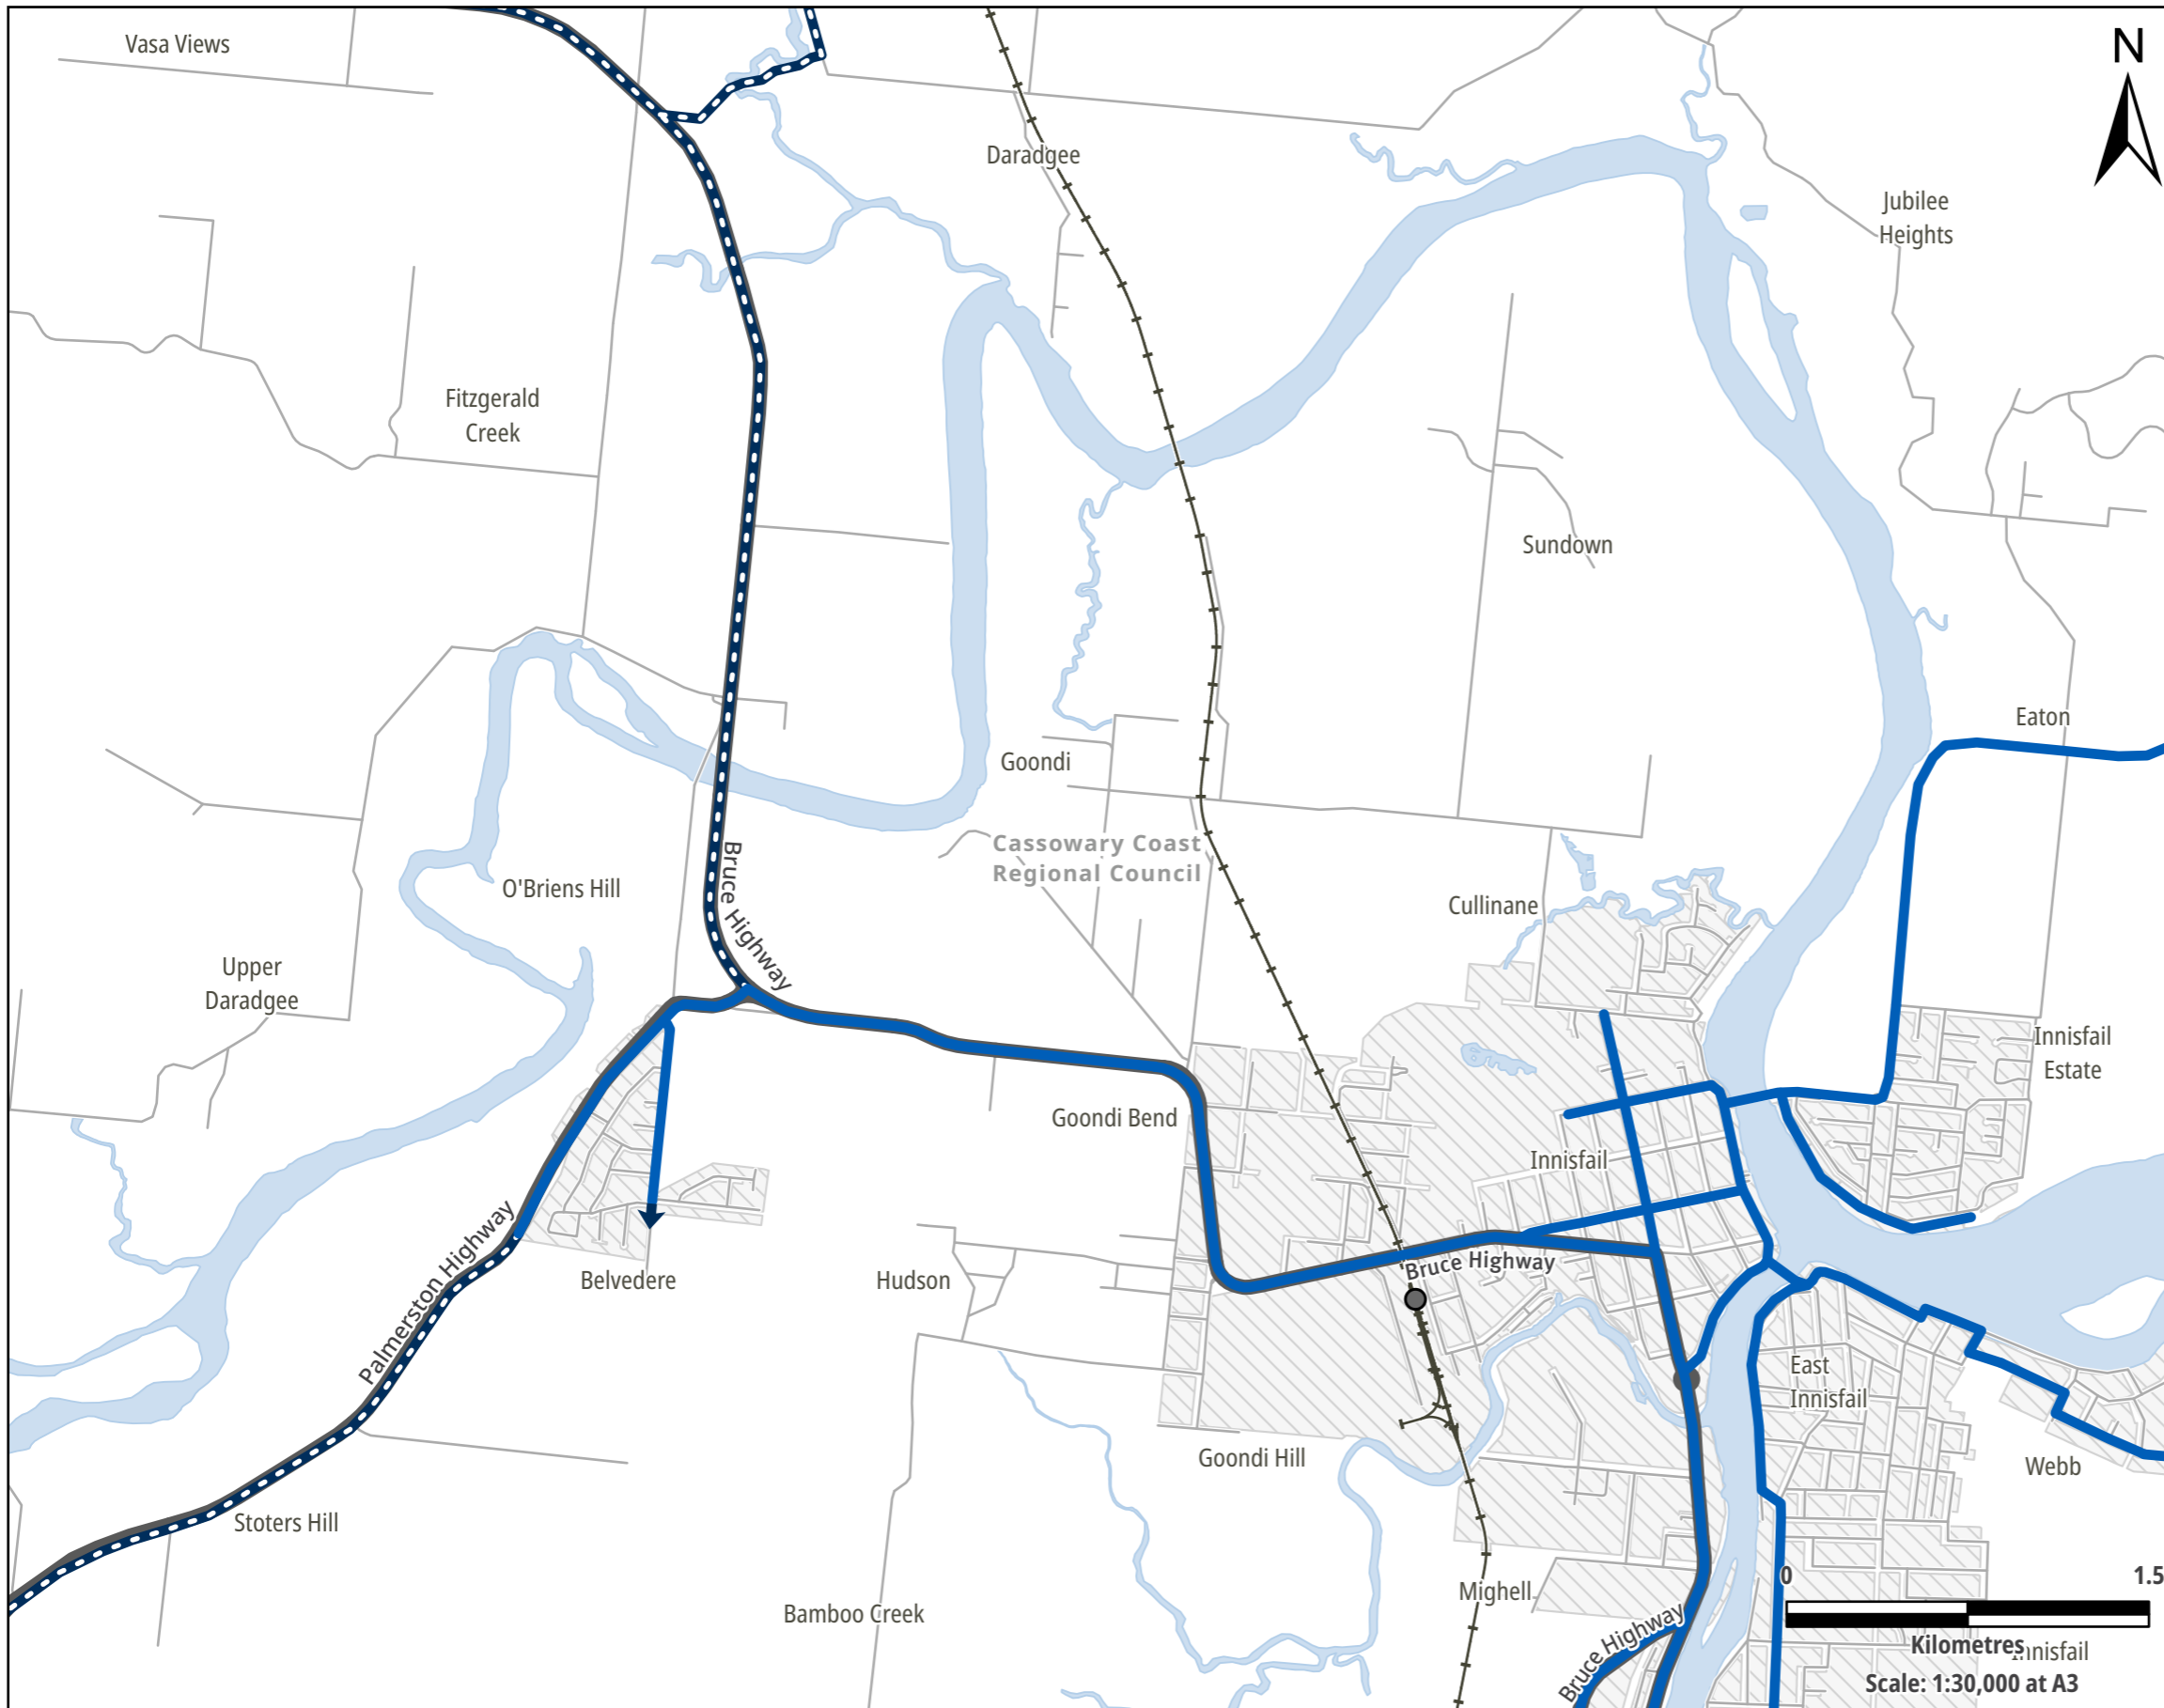 Vasa Views
N
Daradgee
Jubilee
Heights
Fitzgerald
Creek
Sundown
Eaton
Goondi
Cassowary Coast
Regional Council
Bruce Highway
O'Briens Hill
Cullinane
Upper
Daradgee
Innisfail
Estate
Goondi Bend
Innisfail
Palmerston Highway
Belvedere
Hudson
Bruce Highway
East
Innisfail
Goondi Hill
Webb
Stoters Hill
Mighell
Bamboo Creek
Bruce Highway
0 1.5
Kilometres
nnisfail
Scale: 1:30,000 at A3